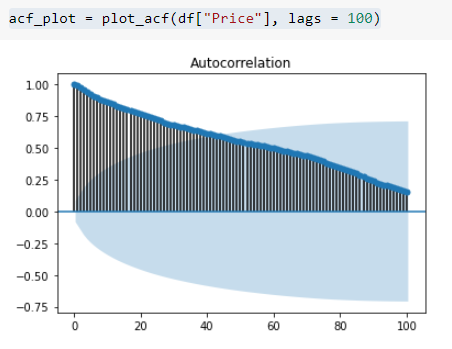 acf_plot = plot_acf(df["Price"], lags = 100)
Autocorrelation
1.00
0.75
0.50
0.25
0.00
−0.25
−0.50
−0.75
0 20 40 60 80 100